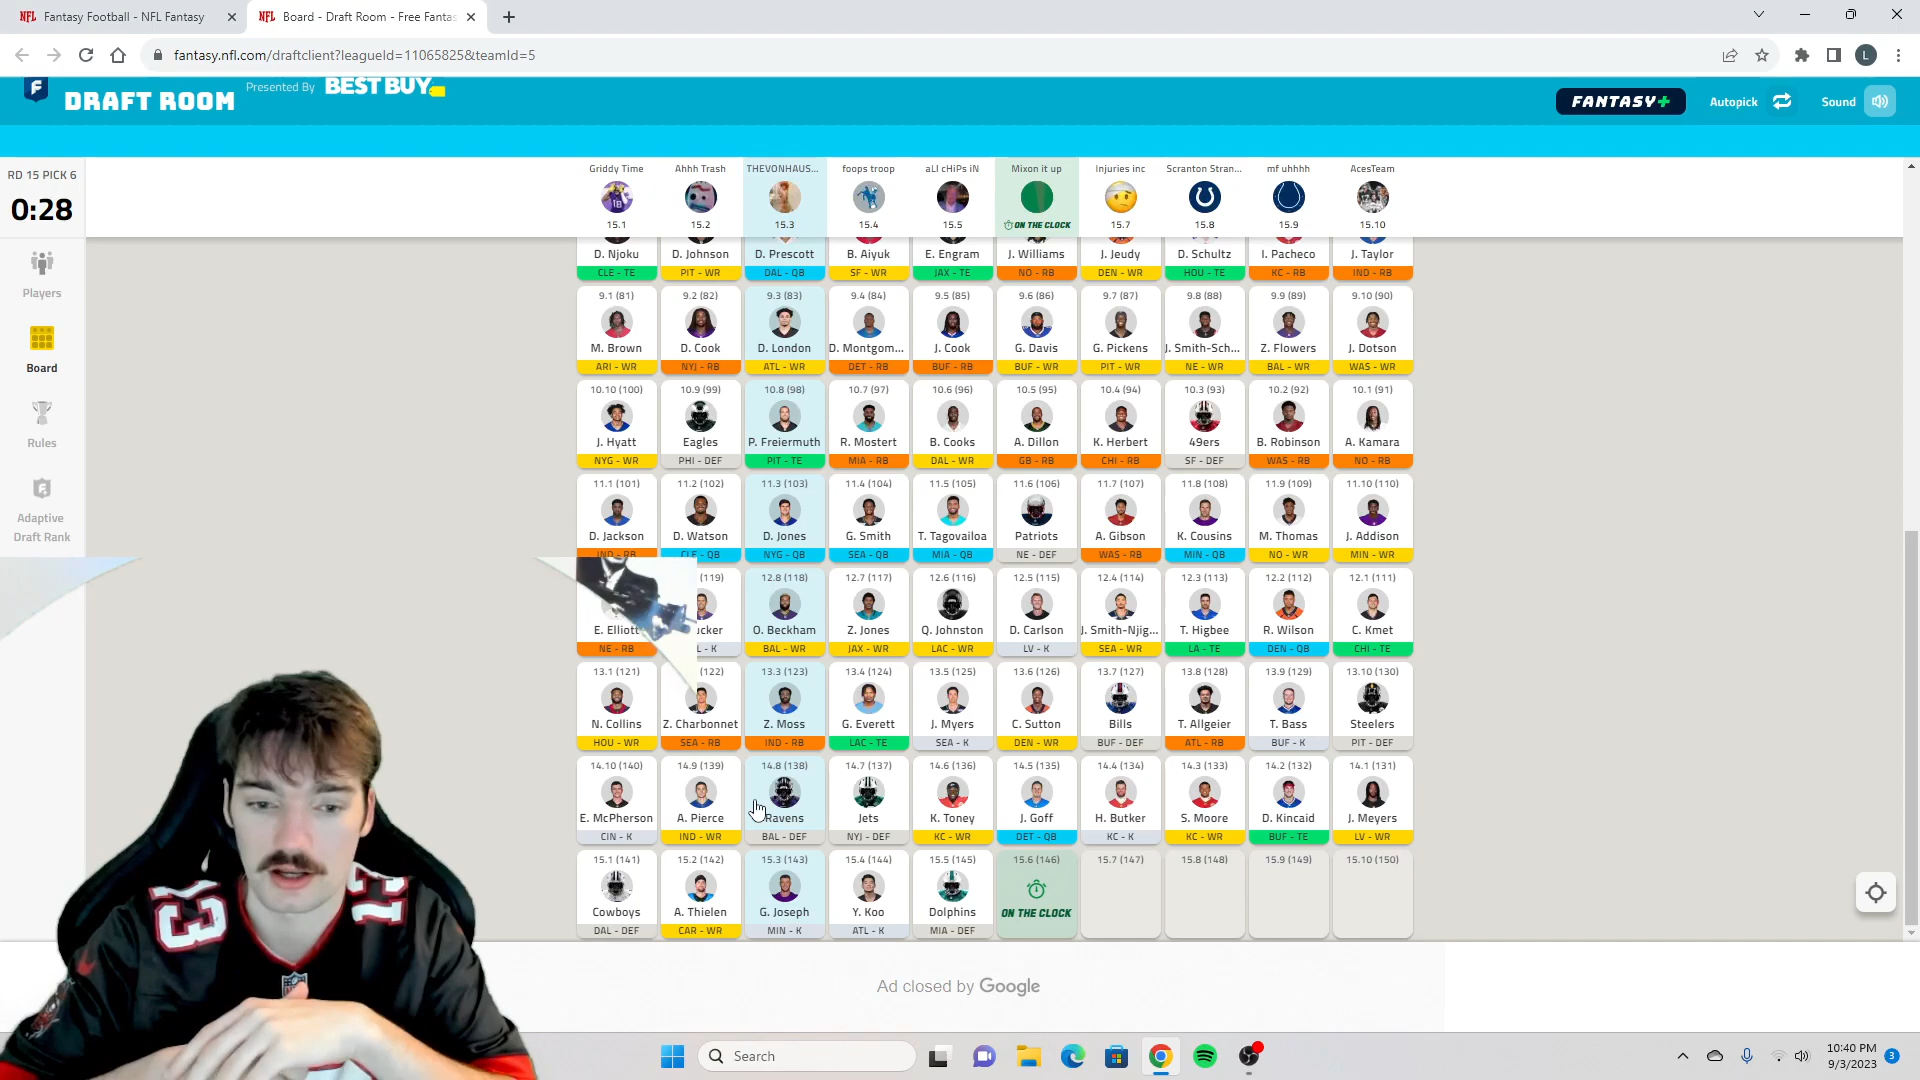 Fantasy Football - NFL Fantasy
Board - Draft Room - Free Fantas
fantasy.nfl.com/draftclient?leagueId=11065825&teamId=5
L
DRAFT ROOM
Presented By
BEST BUY
FANTASY+
Autopick
Sound
RD 15 PICK 6
0:28
Players
Board
Rules
Adaptive
Draft Rank
Griddy Time Ahhh Trash THEVONHAUS... foops troop aLl cHiPs iN Mixon it up Injuries inc Scranton Stran... mf uhhhh AcesTeam
15.1 15.2 15.3 15.4 15.5 ON THE CLOCK 15.7 15.8 15.9 15.10
D. Njoku D. Johnson D. Prescott B. Aiyuk E. Engram J. Williams J. Jeudy D. Schultz I. Pacheco J. Taylor
CLE - TE PIT - WR DAL - QB SF - WR JAX - TE NO - RB DEN - WR HOU - TE KC - RB IND - RB
9.1 (81) 9.2 (82) 9.3 (83) 9.4 (84) 9.5 (85) 9.6 (86) 9.7 (87) 9.8 (88) 9.9 (89) 9.10 (90)
M. Brown D. Cook D. London D. Montgom... J. Cook G. Davis G. Pickens J. Smith-Sch... Z. Flowers J. Dotson
ARI - WR NYJ - RB ATL - WR DET - RB BUF - RB BUF - WR PIT - WR NE - WR BAL - WR WAS - WR
10.10 (100) 10.9 (99) 10.8 (98) 10.7 (97) 10.6 (96) 10.5 (95) 10.4 (94) 10.3 (93) 10.2 (92) 10.1 (91)
J. Hyatt Eagles P. Freiermuth R. Mostert B. Cooks A. Dillon K. Herbert 49ers B. Robinson A. Kamara
NYG - WR PHI - DEF PIT - TE MIA - RB DAL - WR GB - RB CHI - RB SF - DEF WAS - RB NO - RB
11.1 (101) 11.2 (102) 11.3 (103) 11.4 (104) 11.5 (105) 11.6 (106) 11.7 (107) 11.8 (108) 11.9 (109) 11.10 (110)
D. Jackson D. Watson D. Jones G. Smith T. Tagovailoa Patriots A. Gibson K. Cousins M. Thomas J. Addison
IND - RB CLE - QB NYG - QB SEA - QB MIA - QB NE - DEF WAS - RB MIN - QB NO - WR MIN - WR
(119) 12.8 (118) 12.7 (117) 12.6 (116) 12.5 (115) 12.4 (114) 12.3 (113) 12.2 (112) 12.1 (111)
E. Elliott ucker O. Beckham Z. Jones Q. Johnston D. Carlson J. Smith-Njig... T. Higbee R. Wilson C. Kmet
NE - RB L - K BAL - WR JAX - WR LAC - WR LV - K SEA - WR LA - TE DEN - QB CHI - TE
13.1 (121) (122) 13.3 (123) 13.4 (124) 13.5 (125) 13.6 (126) 13.7 (127) 13.8 (128) 13.9 (129) 13.10 (130)
N. Collins Z. Charbonnet Z. Moss G. Everett J. Myers C. Sutton Bills T. Allgeier T. Bass Steelers
HOU - WR SEA - RB IND - RB LAC - TE SEA - K DEN - WR BUF - DEF ATL - RB BUF - K PIT - DEF
14.10 (140) 14.9 (139) 14.8 (138) 14.7 (137) 14.6 (136) 14.5 (135) 14.4 (134) 14.3 (133) 14.2 (132) 14.1 (131)
E. McPherson A. Pierce Ravens Jets K. Toney J. Goff H. Butker S. Moore D. Kincaid J. Meyers
CIN - K IND - WR BAL - DEF NYJ - DEF KC - WR DET - QB KC - K KC - WR BUF - TE LV - WR
15.1 (141) 15.2 (142) 15.3 (143) 15.4 (144) 15.5 (145) 15.6 (146) 15.7 (147) 15.8 (148) 15.9 (149) 15.10 (150)
Cowboys A. Thielen G. Joseph Y. Koo Dolphins ON THE CLOCK
DAL - DEF CAR - WR MIN - K ATL - K MIA - DEF
Ad closed by Google
13
NFL
Search
10:40 PM
9/3/2023
3